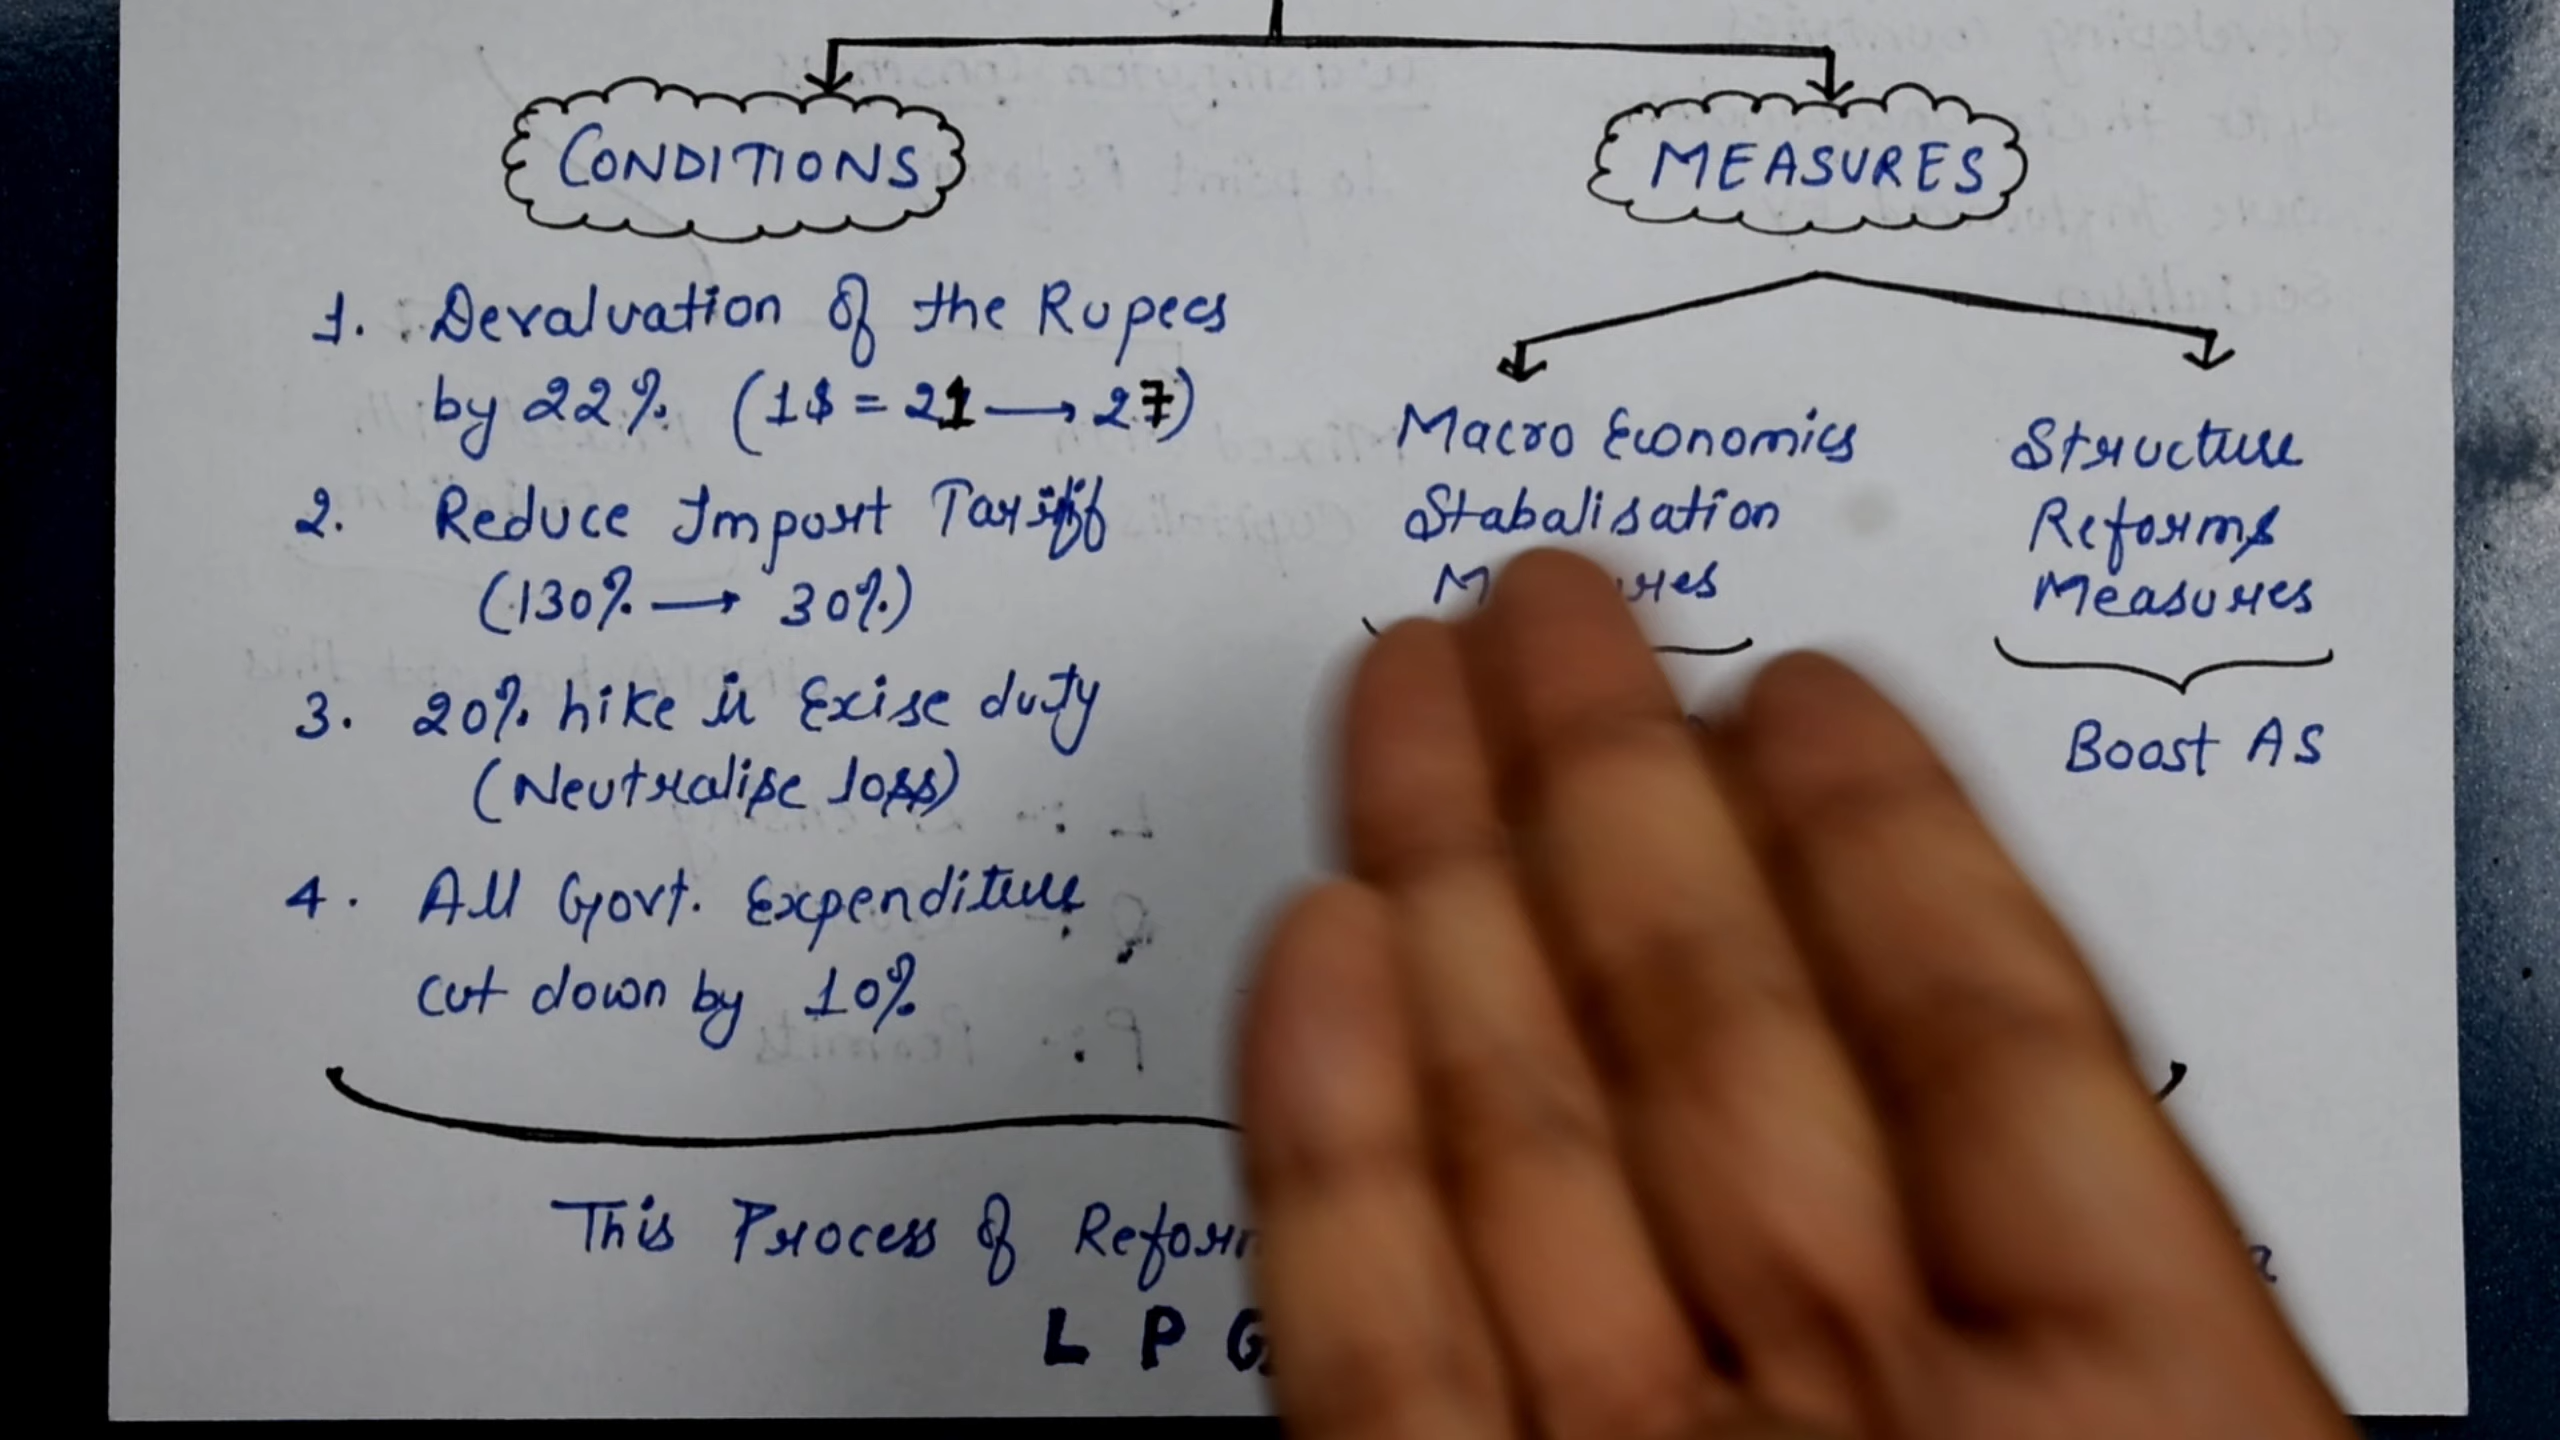 CONDITIONS
1. Devaluation of the Rupees
by 22%. (1$ = 21 → 27)
2. Reduce Import Tariff
(130% → 30%)
3. 20% hike in Exise duty
(Neutralise loss)
4. All Govt. Expenditure
cut down by 10%
MEASURES
Macro Economics
Stabalisation
Structure
Reforms
Measures
Boost AS
This Process of
L P G